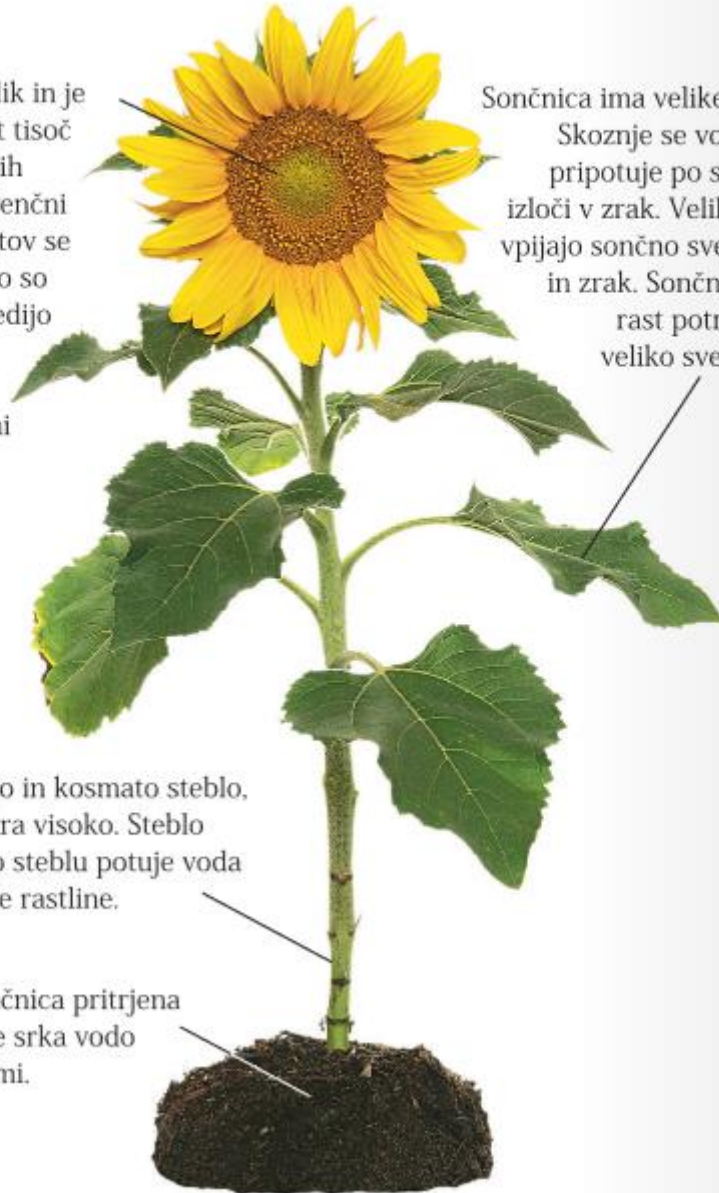 lik in je
t tisoč
ih
enčni
tov se
o so
edijo
ni
Sončnica ima velike
Skoznje se vo
pripotuje po s
izloči v zrak. Velik
vpijajo sončno sve
in zrak. Sončn
rast potr
veliko sve
o in kosmato steblo,
ra visoko. Steblo
o steblu potuje voda
e rastline.
čnica pritrjena
e srka vodo
mi.